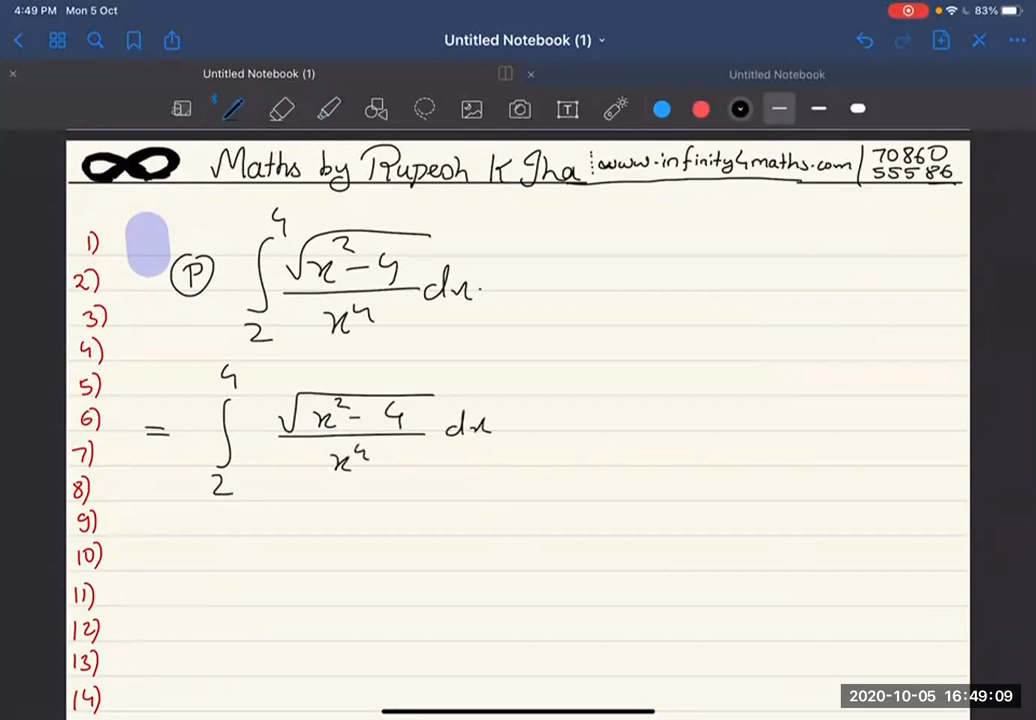 4:49 PM Mon 5 Oct
83%
Untitled Notebook (1)
Untitled Notebook (1)
Untitled Notebook
Maths by Rupesh K Jha
www.infinity4maths.com / 70860
55586
1)
2)
3)
4)
5)
6)
7)
8)
9)
10)
11)
12)
13)
14)
(P) ∫₂⁴ √(x² - 4) / x⁴ dx.
= ∫₂⁴ √(x² - 4) / x⁴ dx
2020-10-05 16:49:09